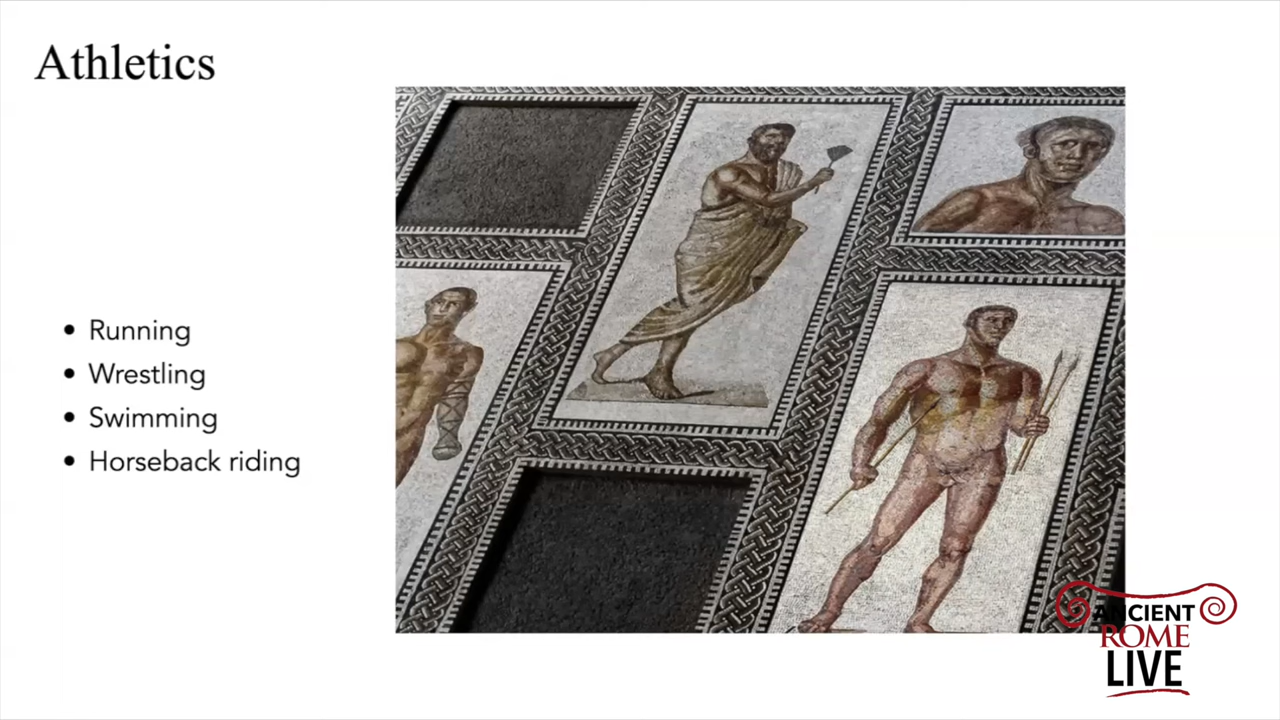 Athletics
• Running
• Wrestling
• Swimming
• Horseback riding
ANCIENT
ROME
LIVE